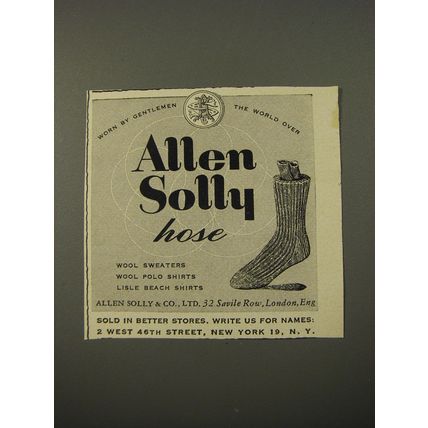 WORN BY GENTLEMEN THE WORLD OVER
Allen
Solly
hose
WOOL SWEATERS
WOOL POLO SHIRTS
LISLE BEACH SHIRTS
ALLEN SOLLY & CO., LTD. 32 Savile Row, London, Eng
SOLD IN BETTER STORES. WRITE US FOR NAMES:
2 WEST 46TH STREET, NEW YORK 19, N. Y.